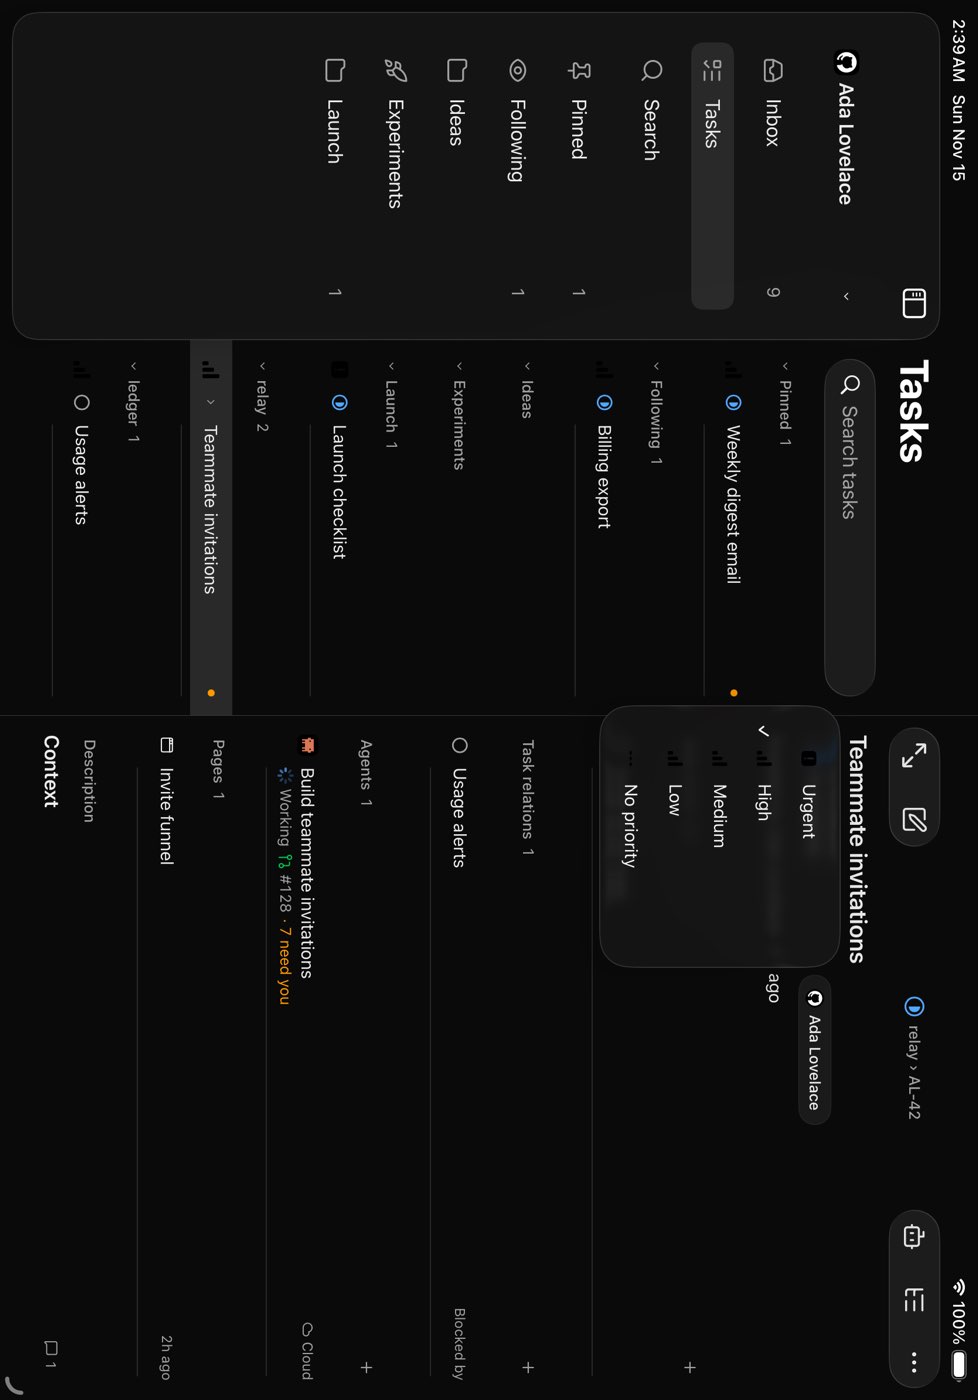 2:39 AM Sun Nov 15
100%
Ada Lovelace
Inbox 9
Tasks
Search
Pinned 1
Following 1
Ideas
Experiments
Launch 1
Tasks
Search tasks
Pinned 1
Weekly digest email
Following 1
Billing export
Ideas
Experiments
Launch 1
Launch checklist
relay 2
Teammate invitations
ledger 1
Usage alerts
relay › AL-42
Teammate invitations
Urgent
High
Medium
Low
No priority
Ada Lovelace
ago
Task relations 1
Usage alerts Blocked by
Agents 1
Build teammate invitations Cloud
Working #128 · 7 need you
Pages 1
Invite funnel 2h ago
Description
Context 1